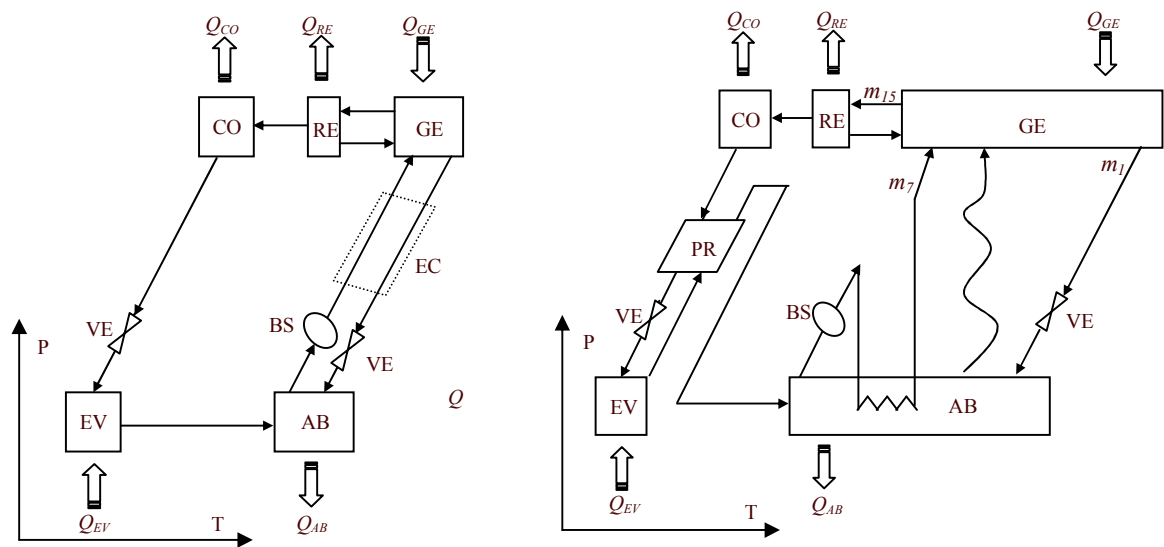 Q_CO Q_RE Q_GE
CO RE GE
EC
VE
BS
VE
P
Q
EV AB
T
Q_EV Q_AB
Q_CO Q_RE Q_GE
m_15
CO RE GE
m_7 m_1
PR
VE BS VE
P
EV AB
T
Q_EV Q_AB